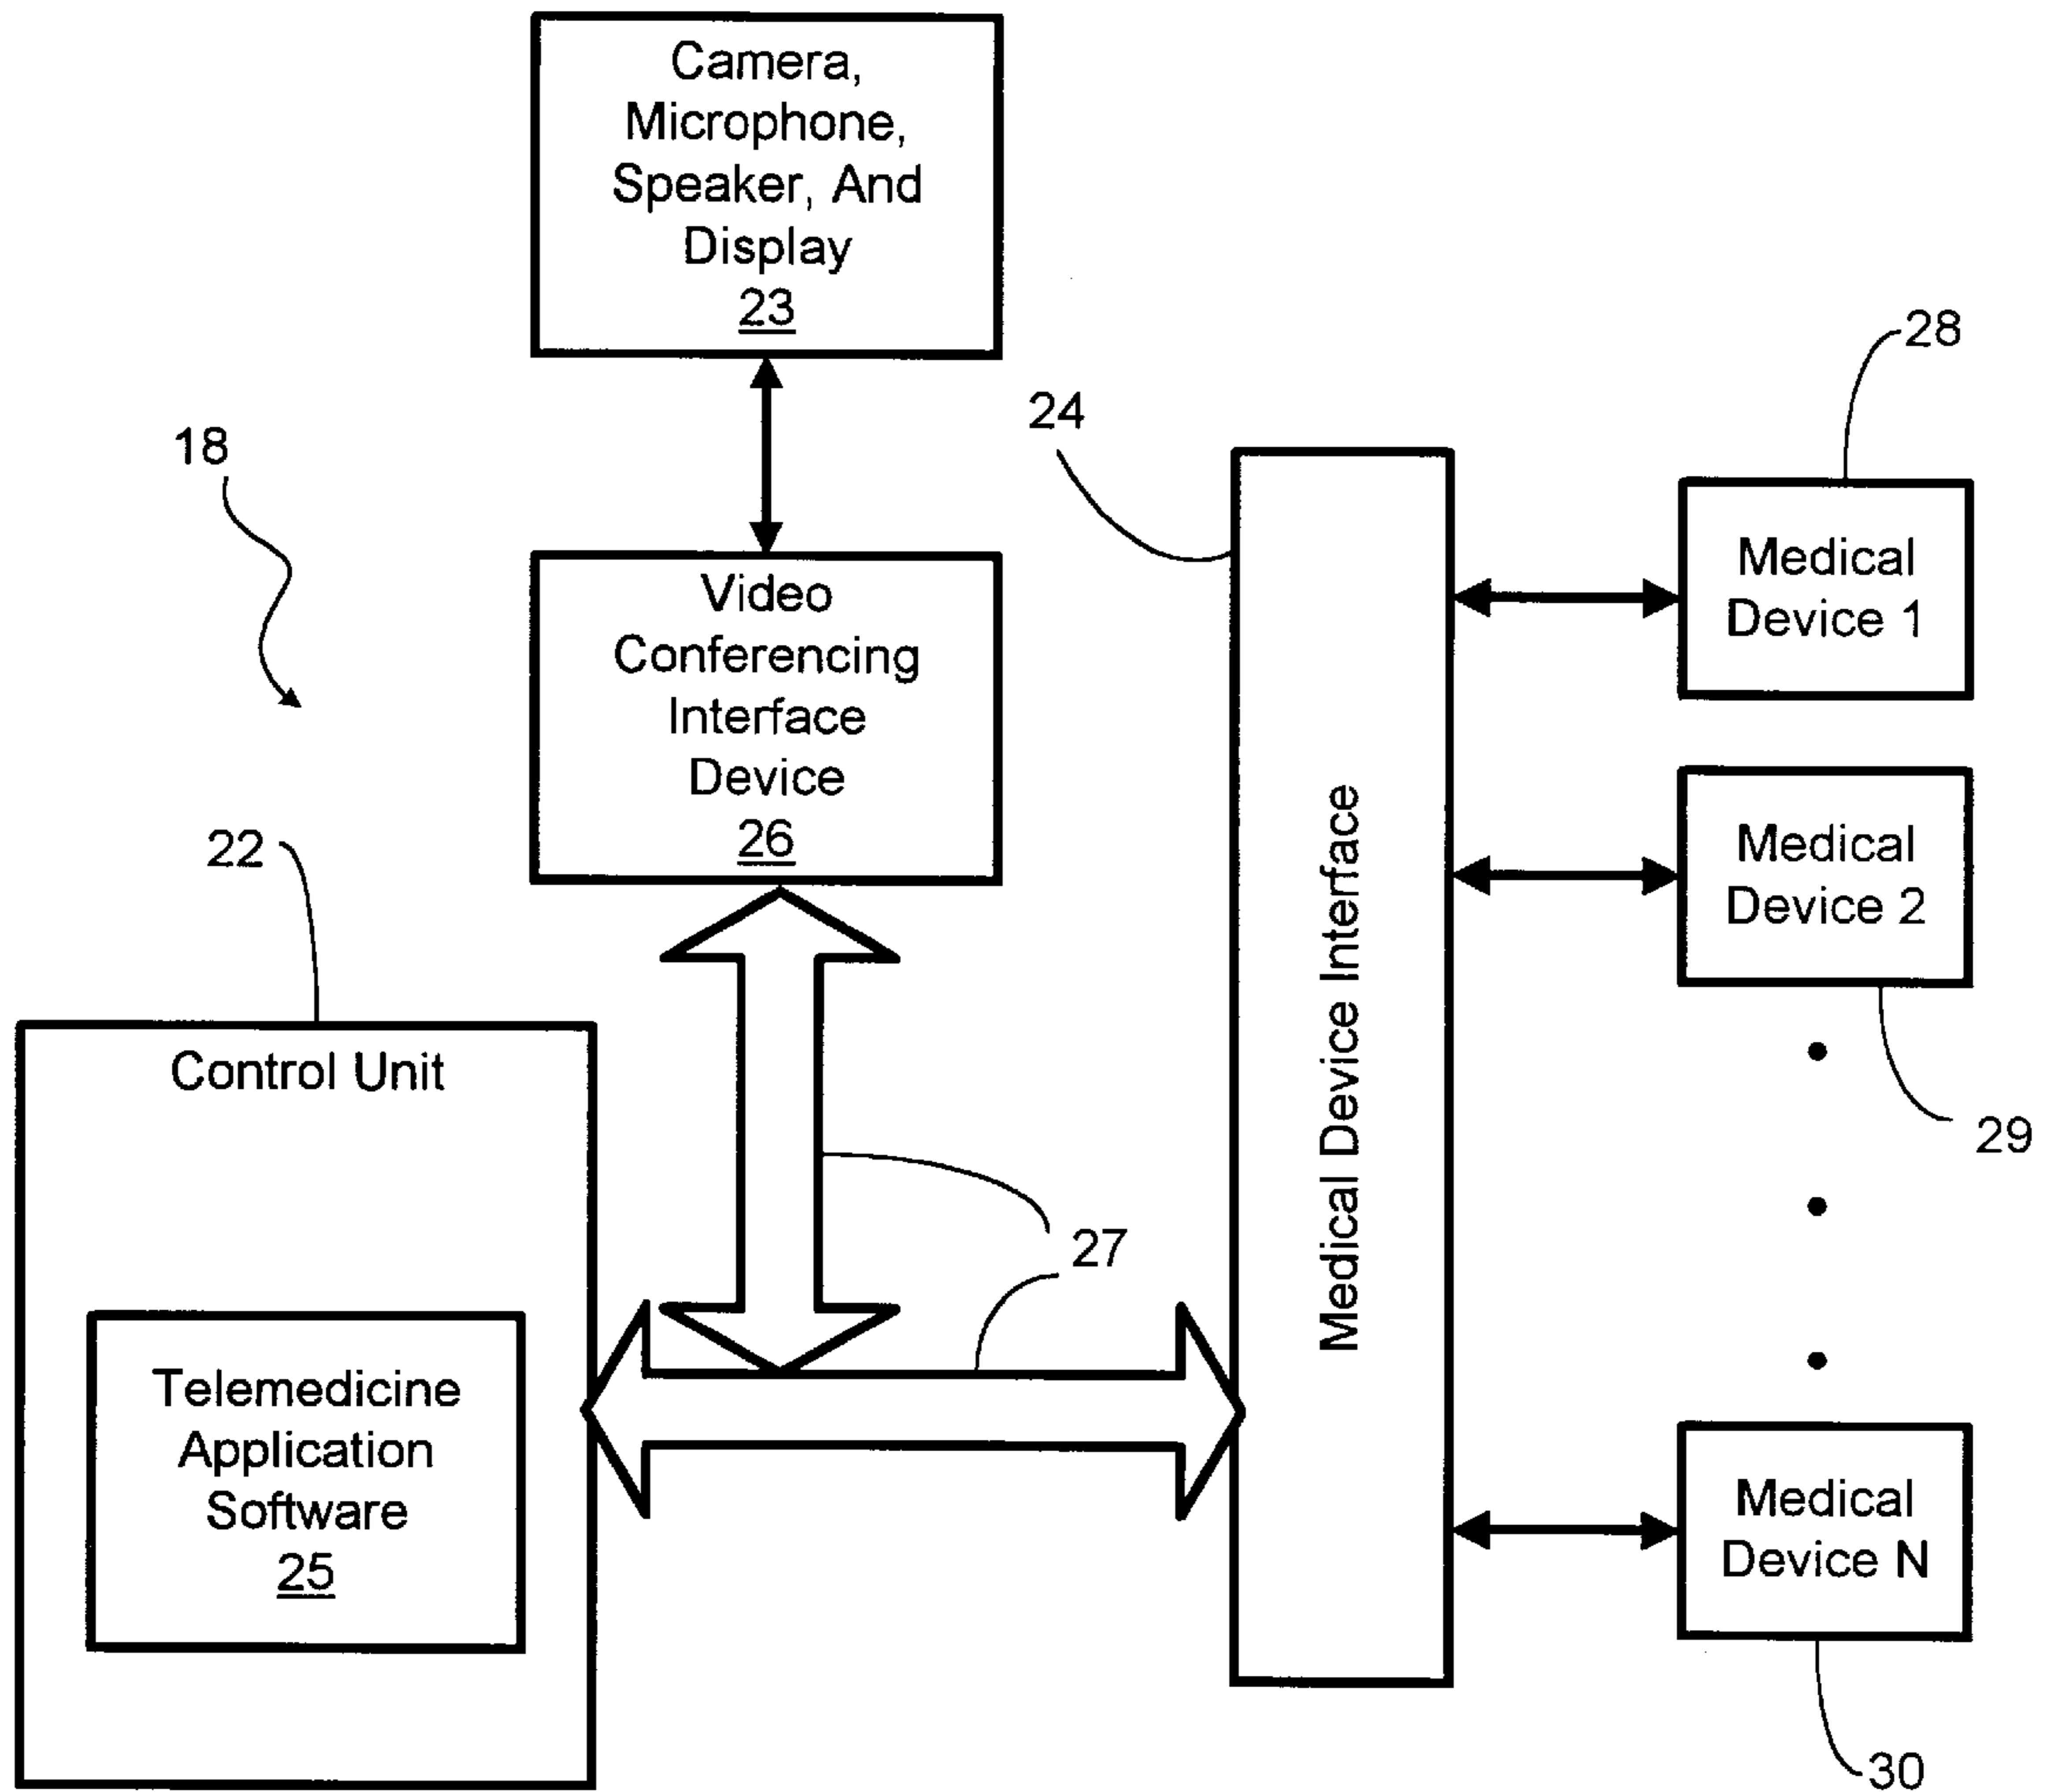 Camera,
Microphone,
Speaker, And
Display
23
28
24
18
Medical
Device 1
Video
Conferencing
Interface
Device
26
22
Medical
Device 2
29
Medical Device Interface
Control Unit
27
Telemedicine
Application
Software
25
Medical
Device N
30